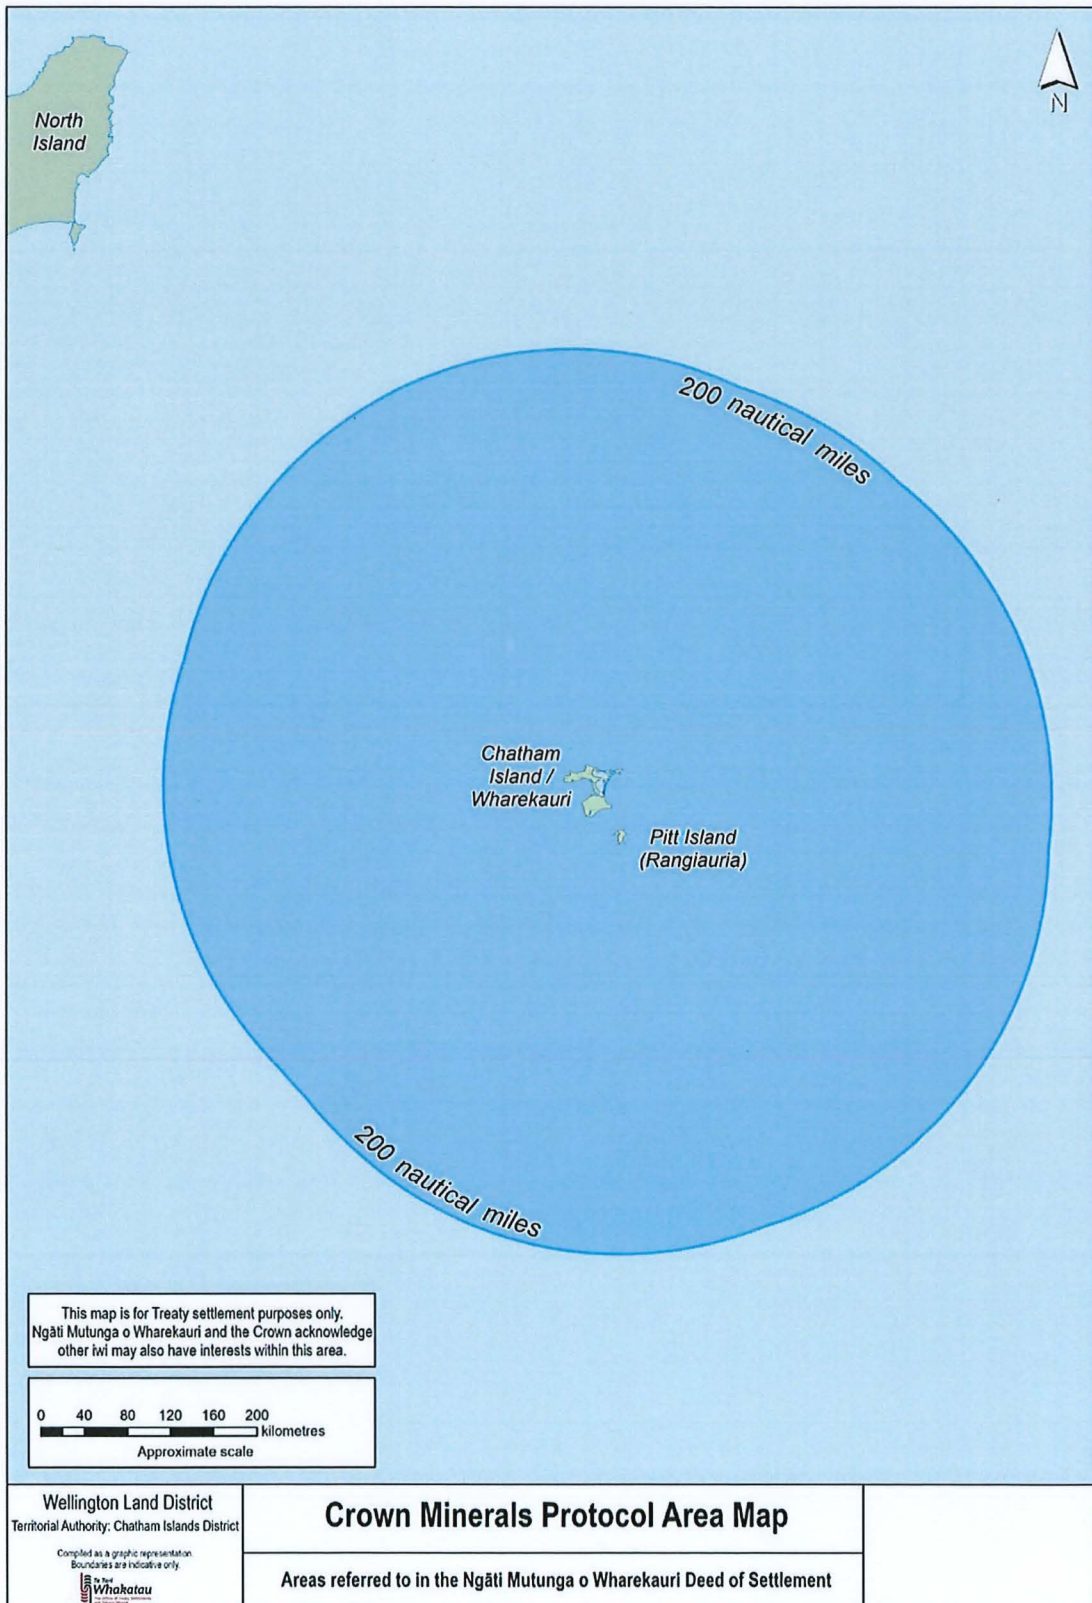 North
Island
N
200 nautical miles
Chatham
Island /
Wharekauri
Pitt Island
(Rangiauria)
200 nautical miles
This map is for Treaty settlement purposes only.
Ngāti Mutunga o Wharekauri and the Crown acknowledge
other iwi may also have interests within this area.
0 40 80 120 160 200
kilometres
Approximate scale
Wellington Land District
Territorial Authority: Chatham Islands District
Compiled as a graphic representation.
Boundaries are indicative only.
Te Tari
Whakatau
Crown Minerals Protocol Area Map
Areas referred to in the Ngāti Mutunga o Wharekauri Deed of Settlement